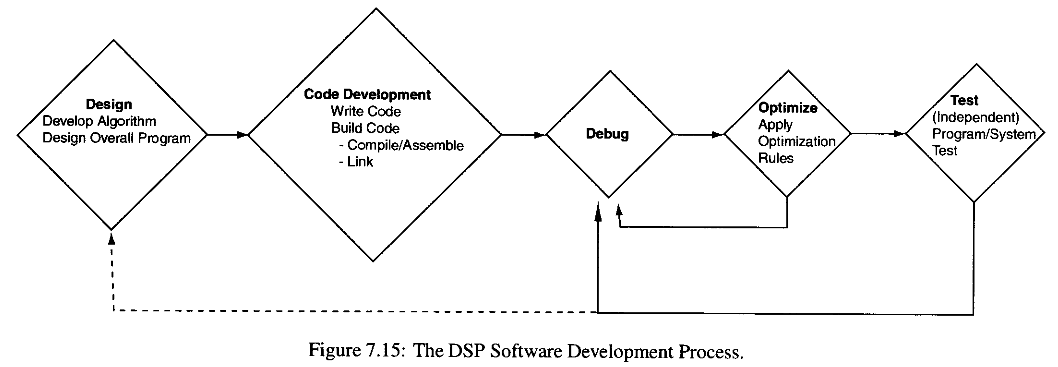 Design
Develop Algorithm
Design Overall Program
Code Development
Write Code
Build Code
- Compile/Assemble
- Link
Debug
Optimize
Apply
Optimization
Rules
Test
(Independent)
Program/System
Test
Figure 7.15: The DSP Software Development Process.